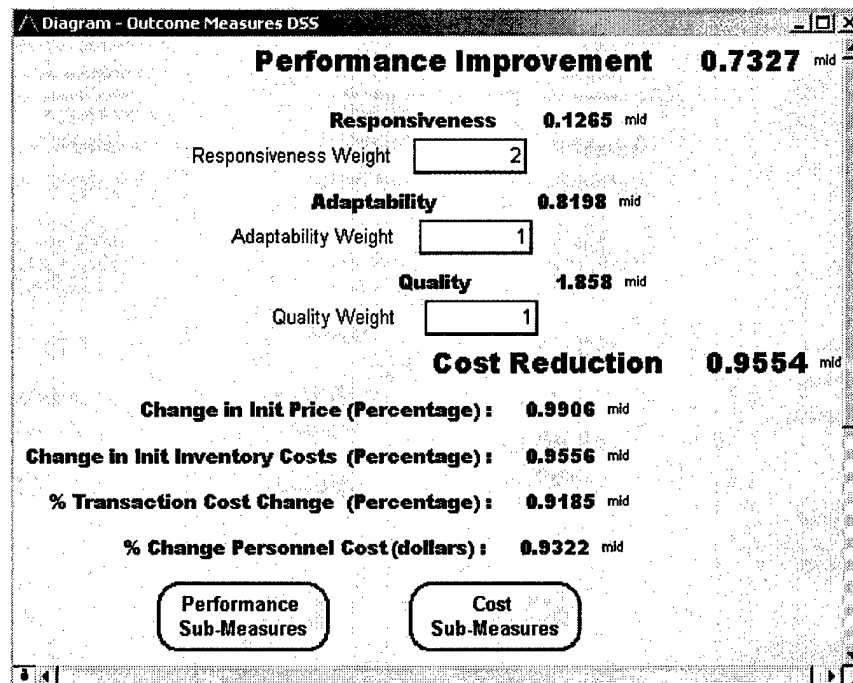 Diagram - Outcome Measures DSS
Performance Improvement 0.7327 mid
Responsiveness 0.1265 mid
Responsiveness Weight 2
Adaptability 0.8198 mid
Adaptability Weight 1
Quality 1.858 mid
Quality Weight 1
Cost Reduction 0.9554 mid
Change in Init Price (Percentage) : 0.9906 mid
Change in Init Inventory Costs (Percentage) : 0.9556 mid
% Transaction Cost Change (Percentage) : 0.9185 mid
% Change Personnel Cost (dollars) : 0.9322 mid
Performance
Sub-Measures
Cost
Sub-Measures